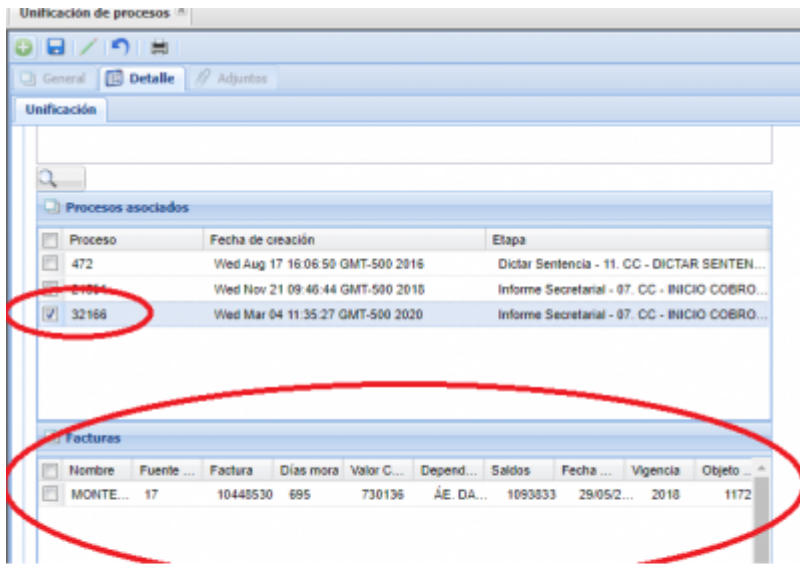 Unificación de procesos
General Detalle Adjuntos
Unificación
Procesos asociados
Proceso Fecha de creación Etapa
472 Wed Aug 17 16:06:50 GMT-500 2016 Dictar Sentencia - 11. CC - DICTAR SENTEN...
Wed Nov 21 09:46:44 GMT-500 2018 Informe Secretarial - 07. CC - INICIO COBRO...
32166 Wed Mar 04 11:35:27 GMT-500 2020 Informe Secretarial - 07. CC - INICIO COBRO...
Facturas
Nombre Fuente ... Factura Días mora Valor C... Depend... Saldos Fecha ... Vigencia Objeto ...
MONTE... 17 10448530 695 730136 ÁE. DA... 1093833 29/05/2... 2018 1172